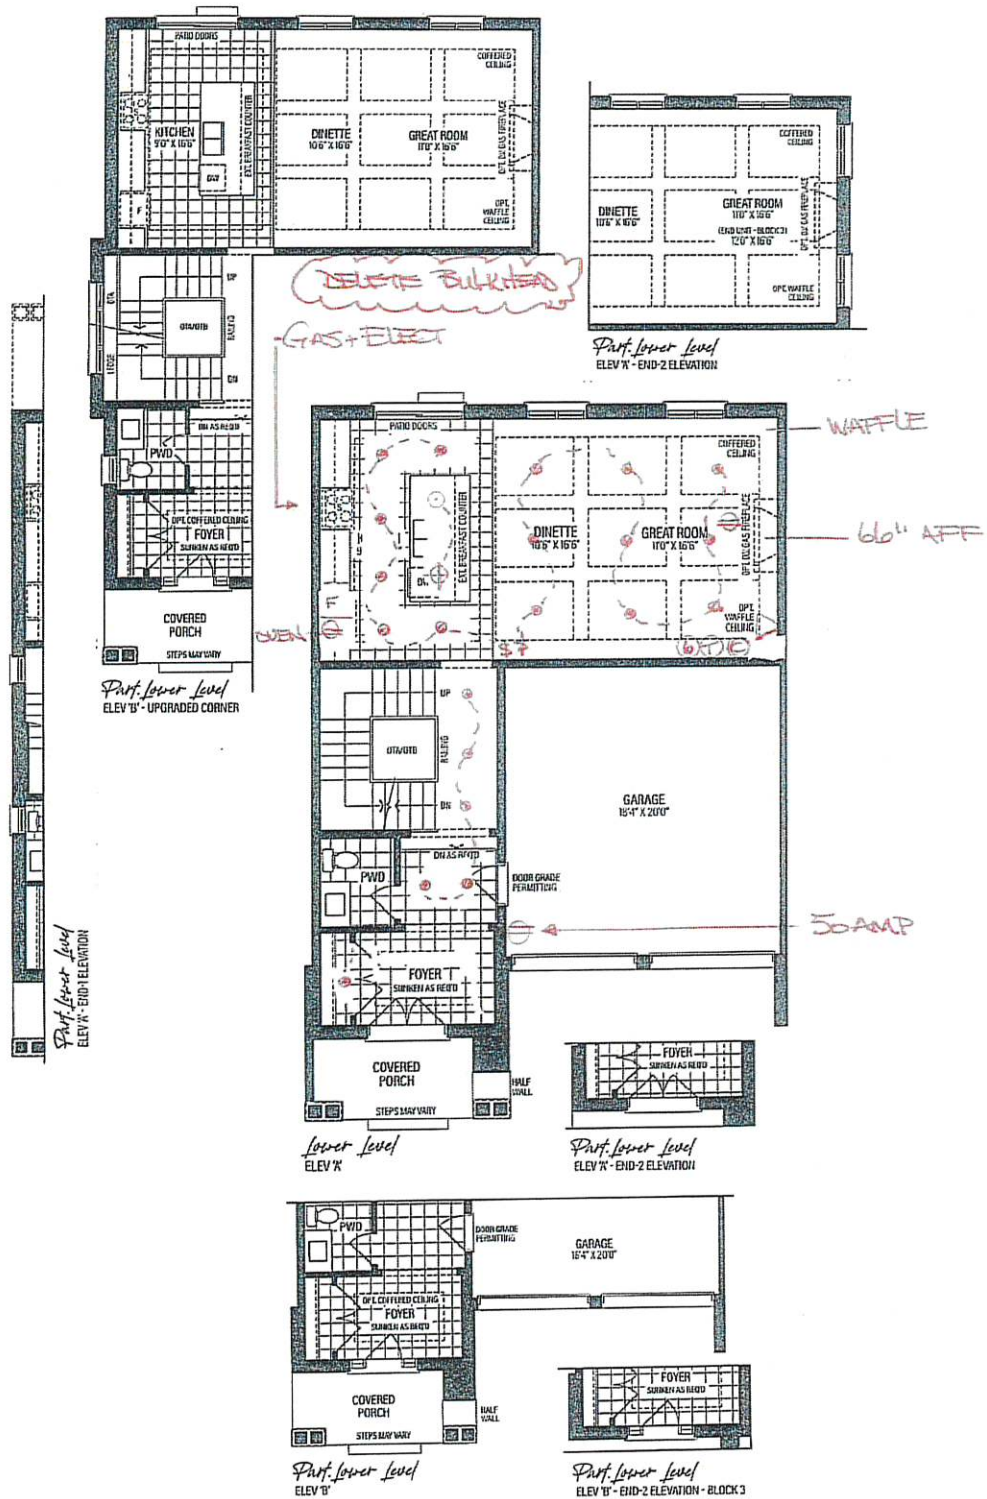 PATIO DOORS
COFFERED
CEILING
KITCHEN
9'0" X 16'6"
EXT. BREAKFAST COUNTER
DW
F
DINETTE
10'6" X 16'6"
GREAT ROOM
11'0" X 16'6"
OPT. DV. GAS FIREPLACE
OPT.
WAFFLE
CEILING
UP
OTA/OTB
RAILING
DN
DN AS REQ'D
PWD
OPT. COFFERED CEILING
FOYER
SUNKEN AS REQ'D
COVERED
PORCH
STEPS MAY VARY
Part. Lower Level
ELEV 'B' - UPGRADED CORNER
COFFERED
CEILING
DINETTE
10'6" X 16'6"
GREAT ROOM
11'0" X 16'6"
(END UNIT - BLOCK 3)
12'0" X 16'6"
OPT. DV. GAS FIREPLACE
OPT. WAFFLE
CEILING
Part. Lower Level
ELEV 'A' - END-2 ELEVATION
DELETE BULKHEAD
GAS + ELECT
Part. Lower Level
ELEV 'A' - END-1 ELEVATION
PATIO DOORS
WAFFLE
COFFERED
CEILING
EXT. BREAKFAST COUNTER
DINETTE
10'6" X 16'6"
GREAT ROOM
11'0" X 16'6"
OPT. DV. GAS FIREPLACE
66" AFF
F
OPT.
WAFFLE
CEILING
OVEN
UP
OTA/OTB
RAILING
DN
GARAGE
18'4" X 20'0"
DN AS REQ'D
PWD
DOOR GRADE
PERMITTING
50 AMP
FOYER
SUNKEN AS REQ'D
COVERED
PORCH
HALF
WALL
STEPS MAY VARY
Lower Level
ELEV 'A'
FOYER
SUNKEN AS REQ'D
Part. Lower Level
ELEV 'A' - END-2 ELEVATION
PWD
DOOR GRADE
PERMITTING
GARAGE
18'4" X 20'0"
OPT. COFFERED CEILING
FOYER
SUNKEN AS REQ'D
COVERED
PORCH
HALF
WALL
STEPS MAY VARY
Part. Lower Level
ELEV 'B'
FOYER
SUNKEN AS REQ'D
Part. Lower Level
ELEV 'B' - END-2 ELEVATION - BLOCK 3